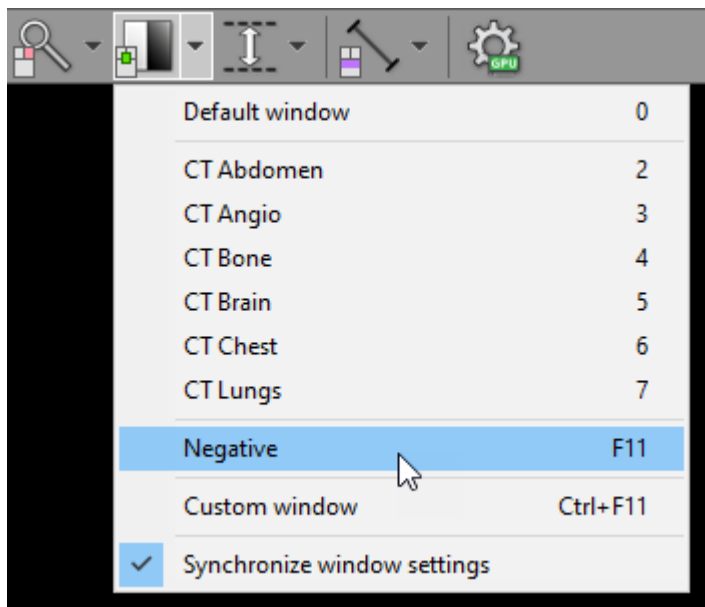 GPU
Default window 0
CT Abdomen 2
CT Angio 3
CT Bone 4
CT Brain 5
CT Chest 6
CT Lungs 7
Negative F11
Custom window Ctrl+F11
Synchronize window settings